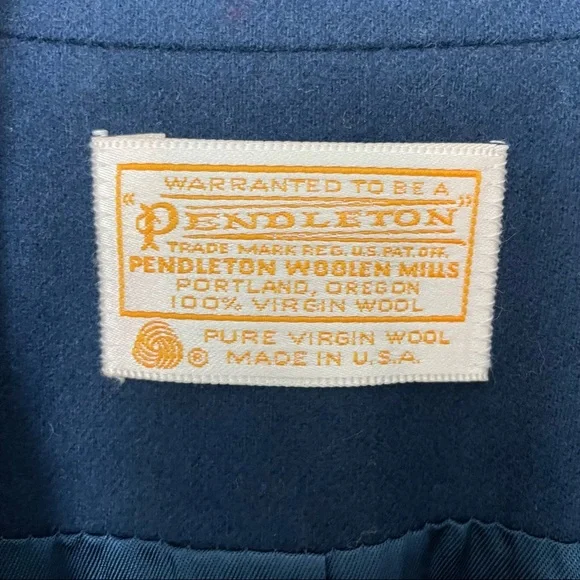 WARRANTED TO BE A
"PENDLETON"
TRADE MARK REG. U.S. PAT. OFF.
PENDLETON WOOLEN MILLS
PORTLAND, OREGON
100% VIRGIN WOOL
PURE VIRGIN WOOL
® MADE IN U.S.A.